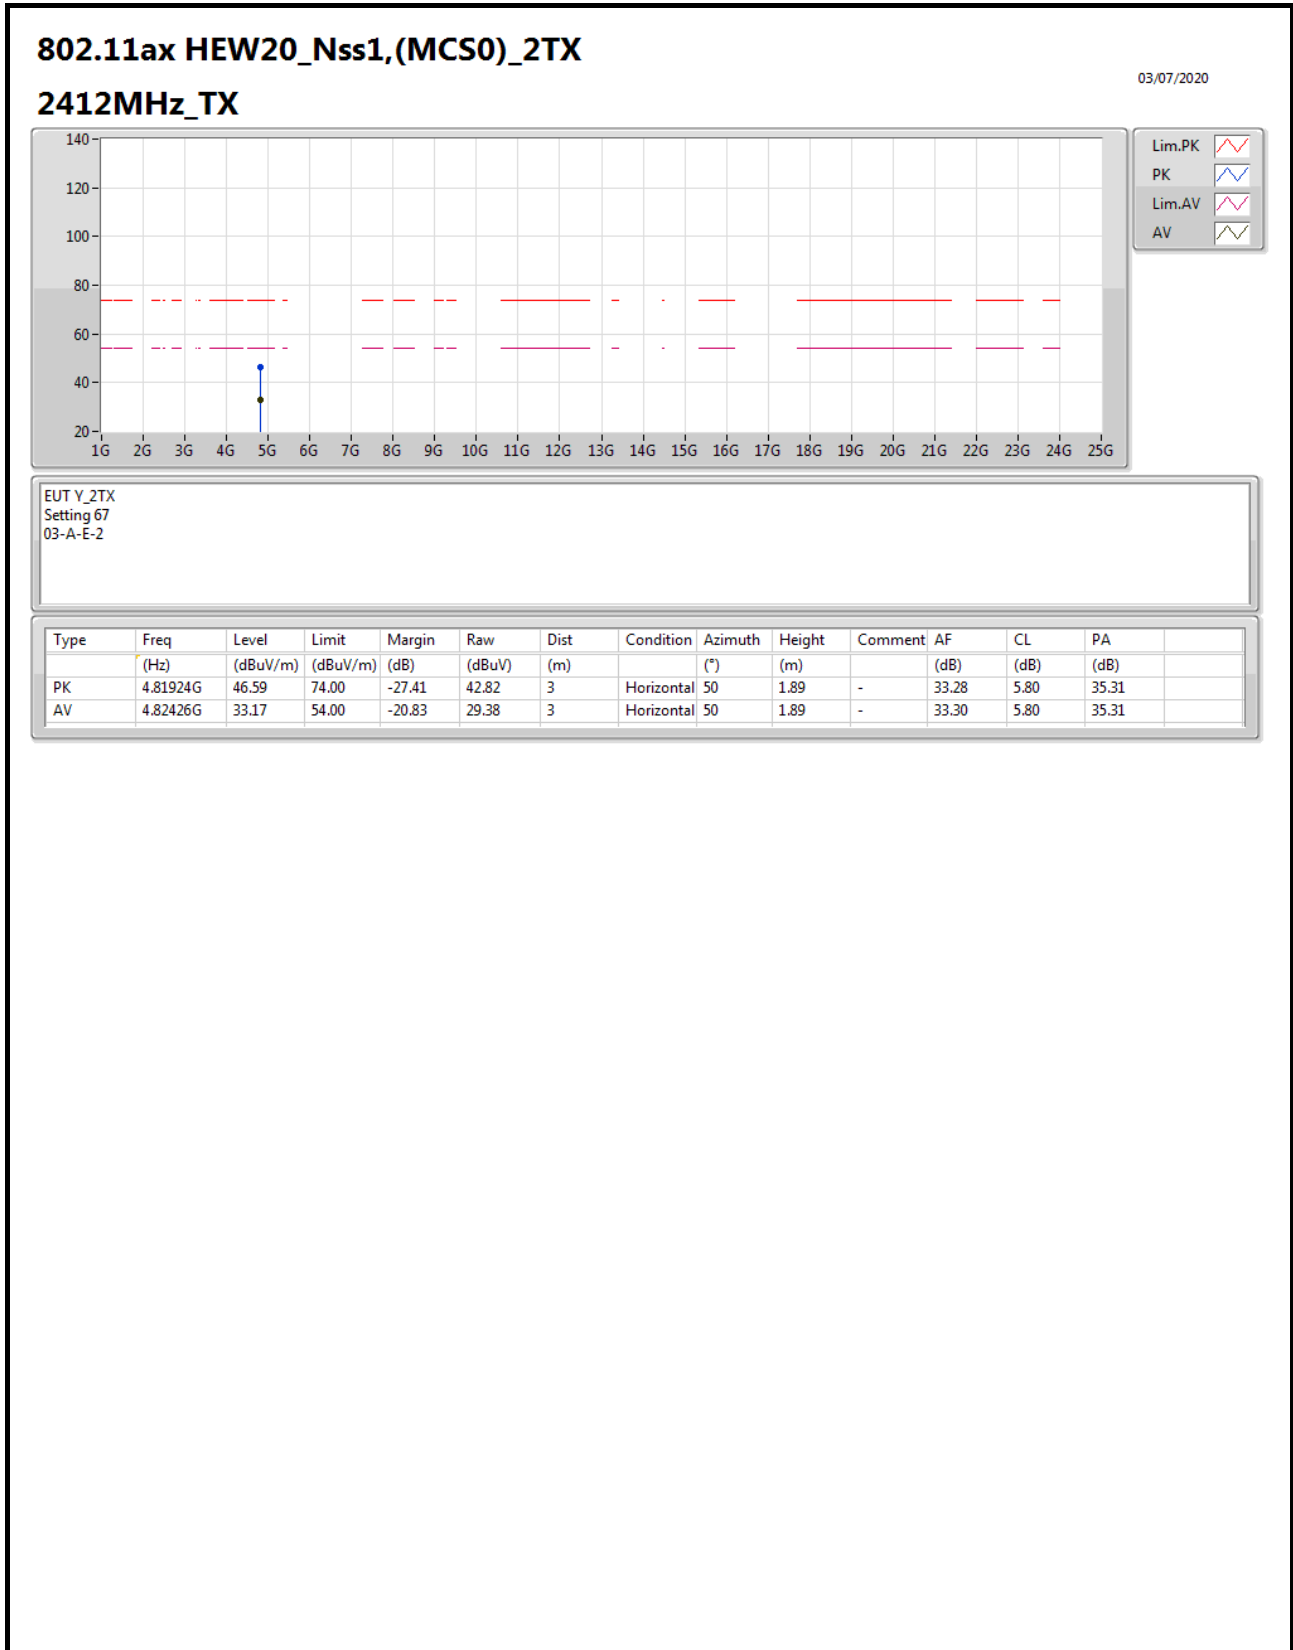 802.11ax HEW20_Nss1,(MCS0)_2TX
03/07/2020
2412MHz_TX
140
120
100
80
60
40
20
1G 2G 3G 4G 5G 6G 7G 8G 9G 10G 11G 12G 13G 14G 15G 16G 17G 18G 19G 20G 21G 22G 23G 24G 25G
Lim.PK
PK
Lim.AV
AV
EUT Y_2TX
Setting 67
03-A-E-2
Type Freq Level Limit Margin Raw Dist Condition Azimuth Height Comment AF CL PA
(Hz) (dBuV/m) (dBuV/m) (dB) (dBuV) (m) (°) (m) (dB) (dB) (dB)
PK 4.81924G 46.59 74.00 -27.41 42.82 3 Horizontal 50 1.89 - 33.28 5.80 35.31
AV 4.82426G 33.17 54.00 -20.83 29.38 3 Horizontal 50 1.89 - 33.30 5.80 35.31